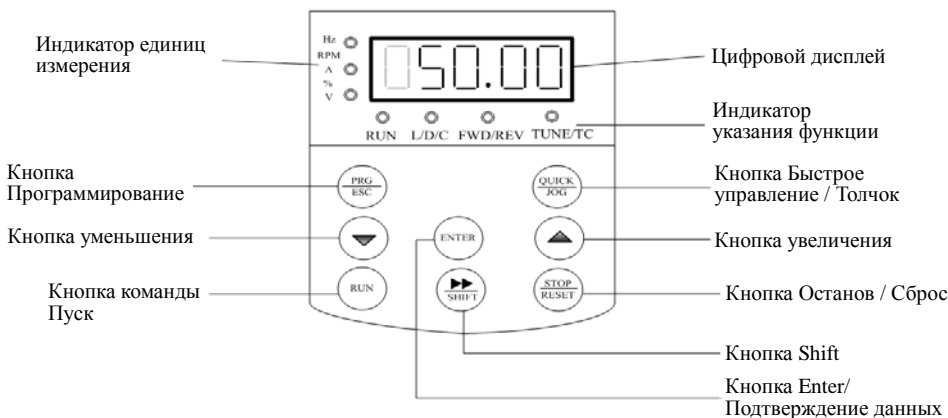 Индикатор единиц
измерения
Hz
RPM
A
%
V
50.00
RUN L/D/C FWD/REV TUNE/TC
Цифровой дисплей
Индикатор
указания функции
Кнопка
Программирование
PRG
ESC
QUICK
JOG
Кнопка Быстрое
управление / Толчок
Кнопка уменьшения
ENTER
Кнопка увеличения
Кнопка команды
Пуск
RUN
SHIFT
STOP
RESET
Кнопка Останов / Сброс
Кнопка Shift
Кнопка Enter/
Подтверждение данных